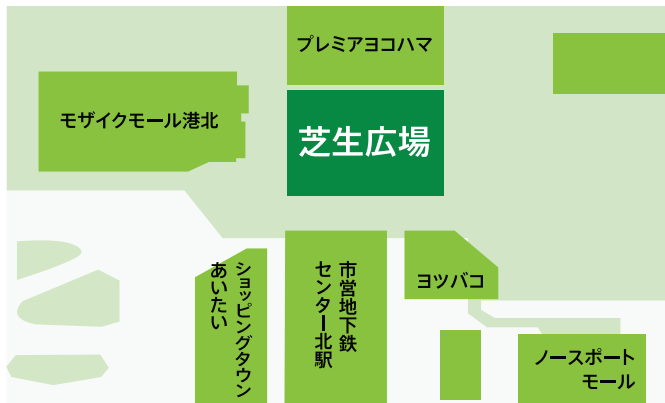 プレミアヨコハマ
モザイクモール港北
芝生広場
ショッピングタウン
あいたい
市営地下鉄
センター北駅
ヨツバコ
ノースポート
モール